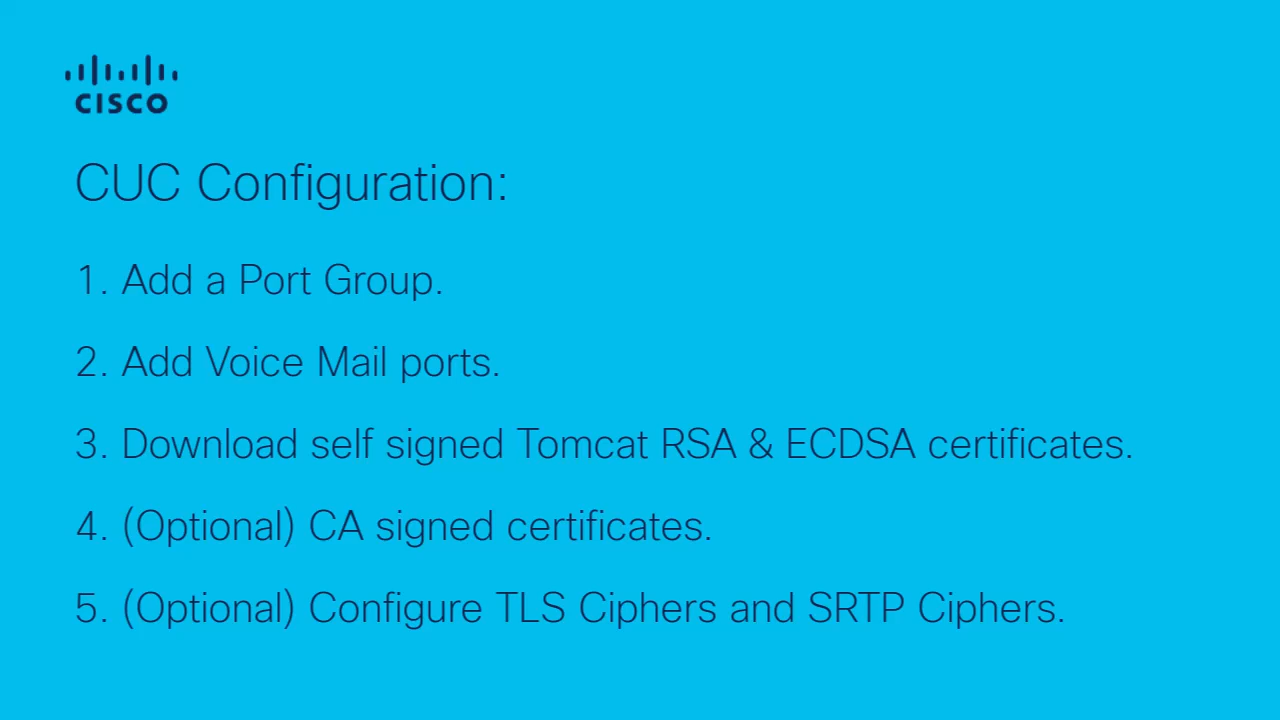 CISCO
CUC Configuration:
1. Add a Port Group.
2. Add Voice Mail ports.
3. Download self signed Tomcat RSA & ECDSA certificates.
4. (Optional) CA signed certificates.
5. (Optional) Configure TLS Ciphers and SRTP Ciphers.